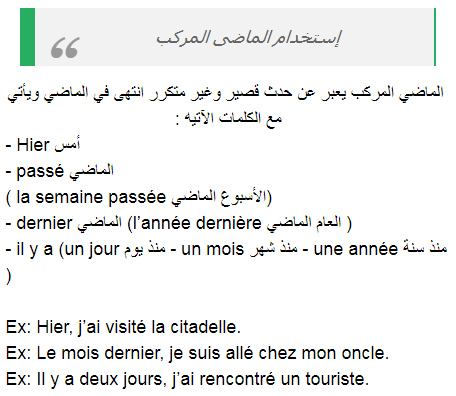 إستخدام الماضى المركب
الماضي المركب يعبر عن حدث قصير وغير متكرر انتهى في الماضي ويأتي
مع الكلمات الآتيه :
- Hier أمس
- passé الماضي
( la semaine passée الأسبوع الماضي)
- dernier الماضي (l’année dernière العام الماضي )
- il y a (un jour منذ يوم - un mois منذ شهر - une année منذ سنة
)
Ex: Hier, j’ai visité la citadelle.
Ex: Le mois dernier, je suis allé chez mon oncle.
Ex: Il y a deux jours, j’ai rencontré un touriste.